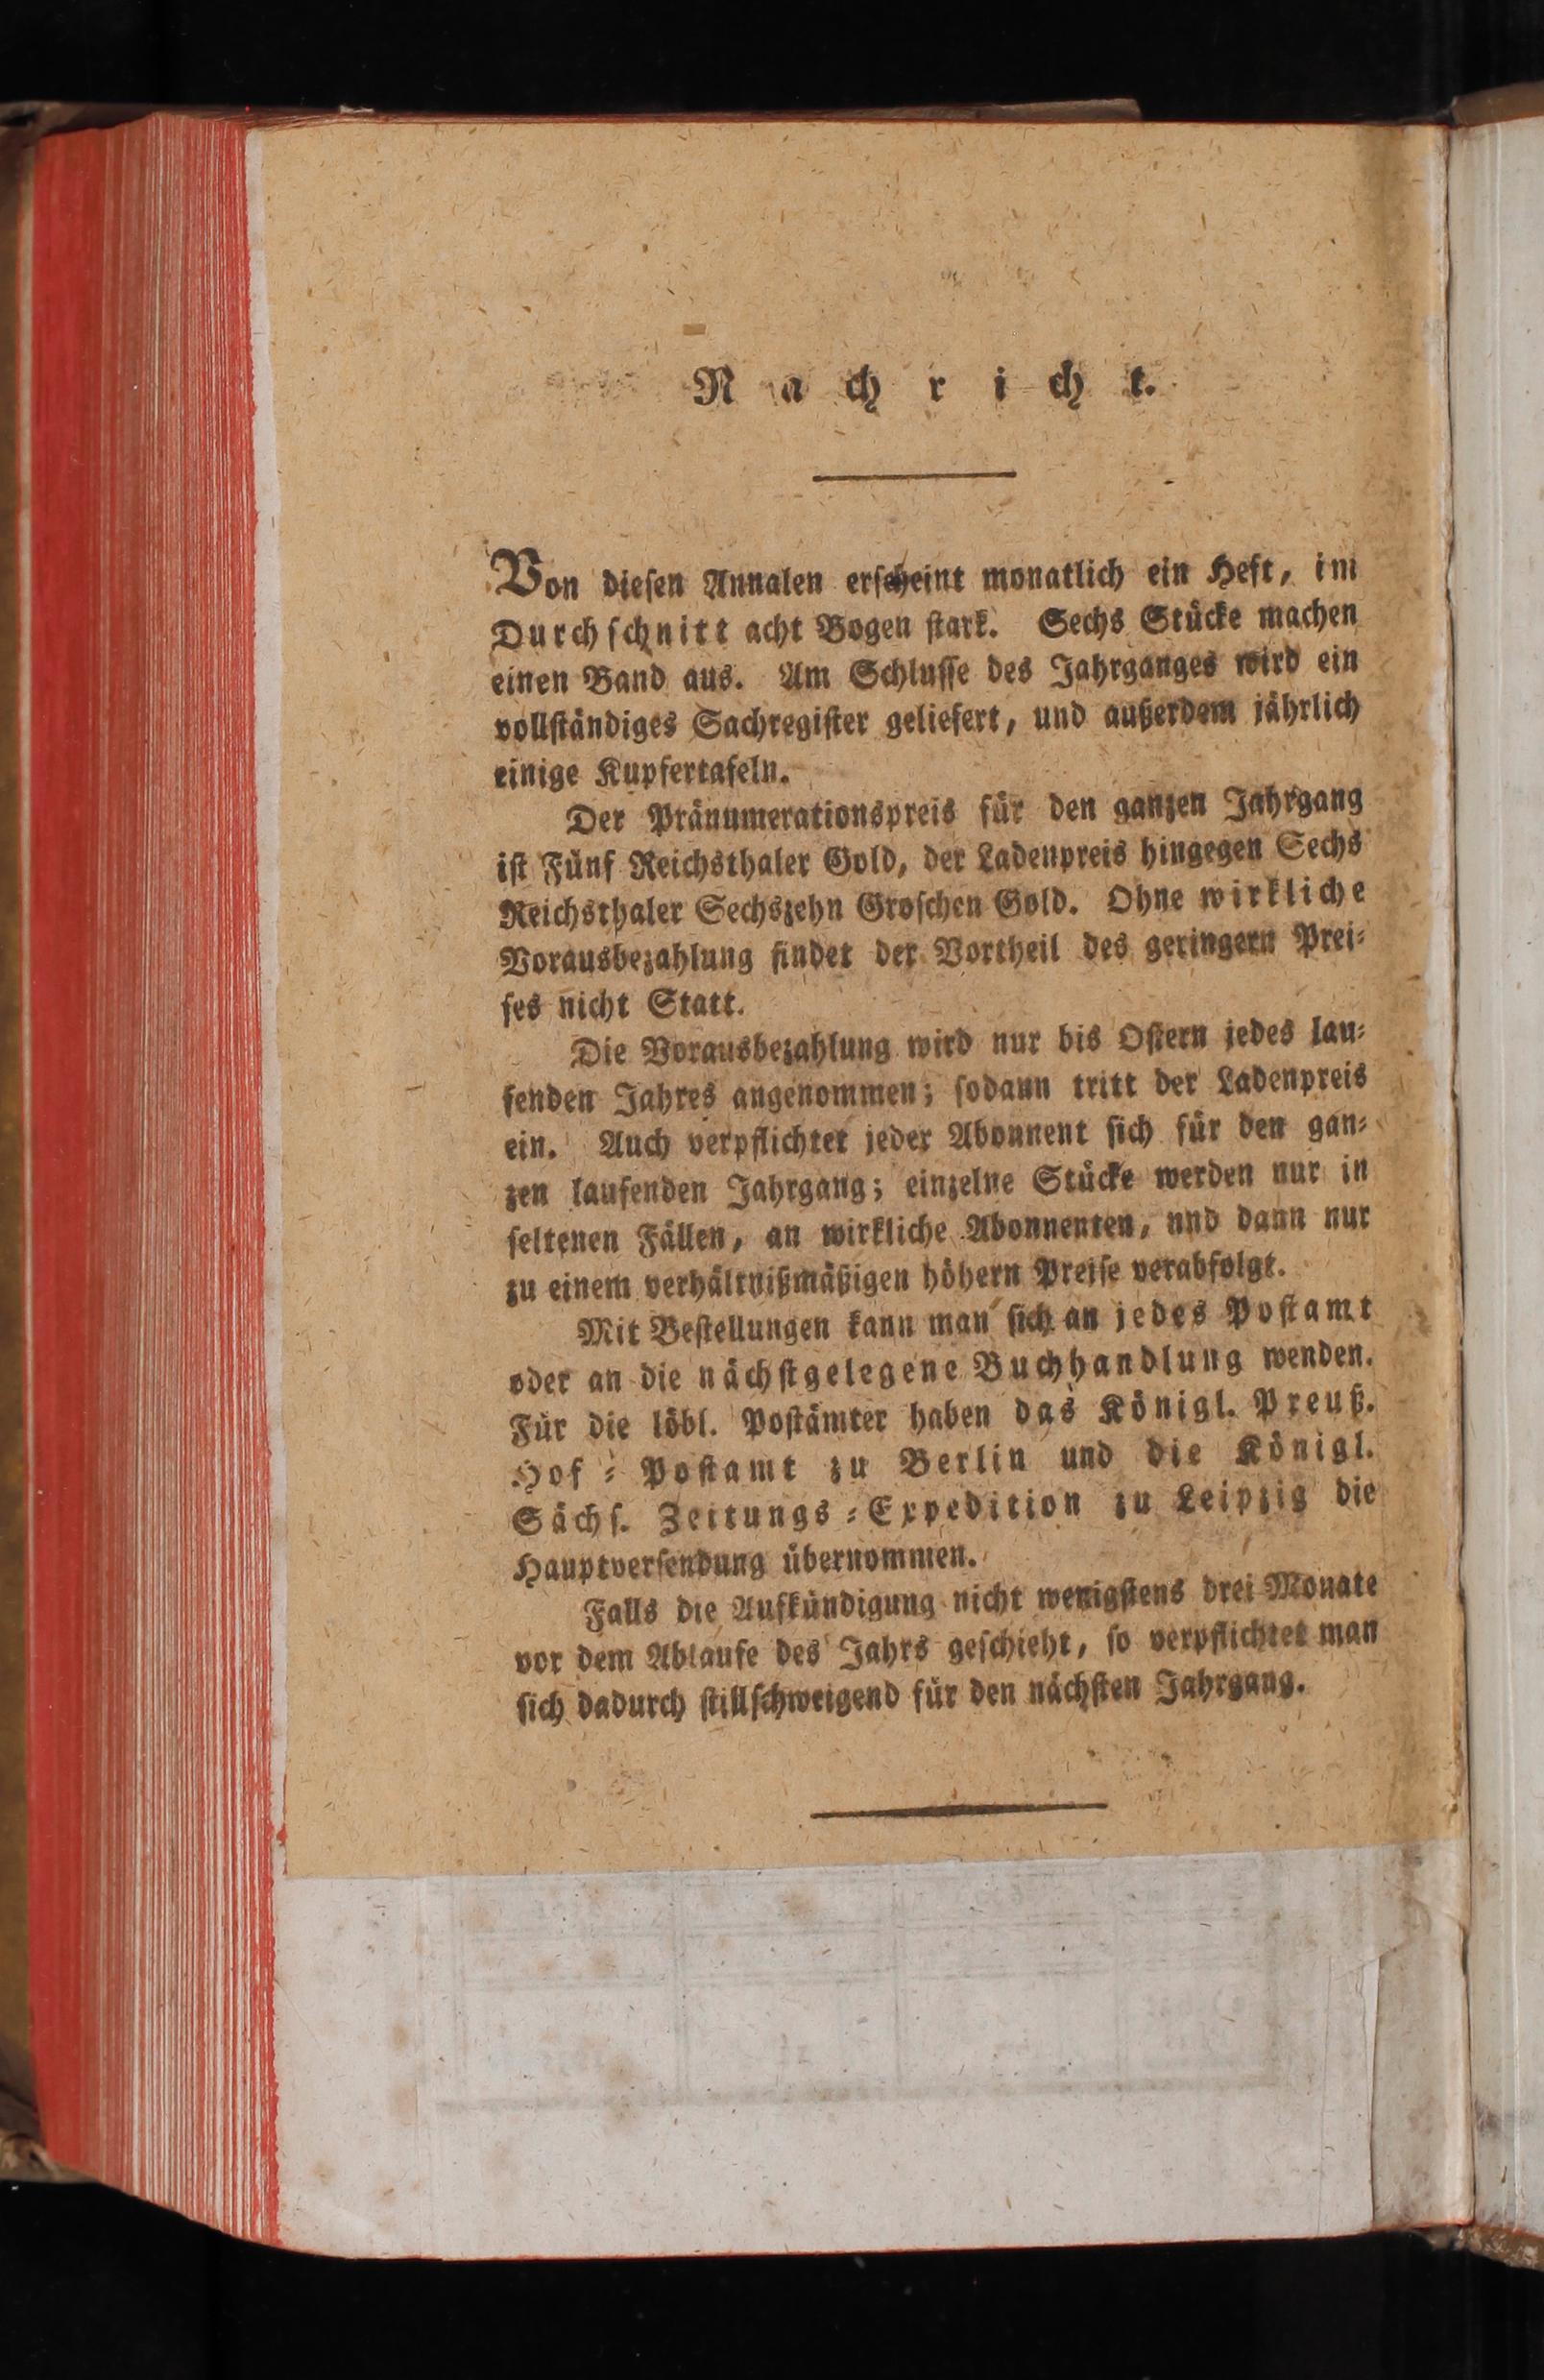 Nachricht.
Von diesen Annalen erscheint monatlich ein Heft, im
Durchschnitt acht Bogen stark. Sechs Stücke machen
einen Band aus. Am Schlusse des Jahrganges wird ein
vollständiges Sachregister geliefert, und außerdem jährlich
einige Kupfertafeln.
Der Pränumerationspreis für den ganzen Jahrgang
ist Fünf Reichsthaler Gold, der Ladenpreis hingegen Sechs
Reichsthaler Sechszehn Groschen Gold. Ohne wirkliche
Vorausbezahlung findet der Vortheil des geringern Prei⸗
ses nicht Statt.
Die Vorausbezahlung wird nur bis Ostern jedes lau⸗
fenden Jahres angenommen; sodann tritt der Ladenpreis
ein. Auch verpflichtet jeder Abonnent sich für den gan⸗
zen laufenden Jahrgang; einzelne Stücke werden nur in
seltenen Fällen, an wirkliche Abonnenten, und dann nur
zu einem verhältnißmäßigen höhern Preise verabfolgt.
Mit Bestellungen kann man sich an jedes Postamt
oder an die nächstgelegene Buchhandlung wenden.
Für die löbl. Postämter haben das Königl. Preuß.
Hof⸗Postamt zu Berlin und die Königl.
Sächs. Zeitungs⸗Expedition zu Leipzig die
Hauptversendung übernommen.
Falls die Aufkündigung nicht wenigstens drei Monate
vor dem Ablaufe des Jahrs geschieht, so verpflichtet man
sich dadurch stillschweigend für den nächsten Jahrgang.